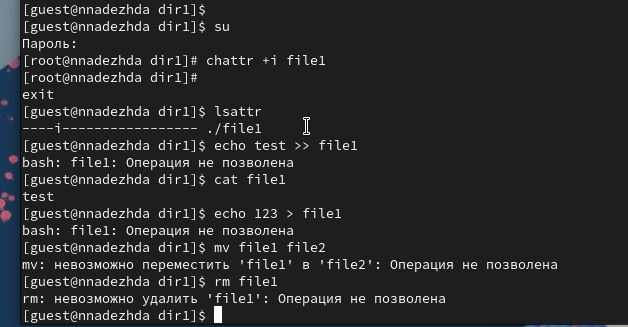 [guest@nnadezhda dir1]$
[guest@nnadezhda dir1]$ su
Пароль:
[root@nnadezhda dir1]# chattr +i file1
[root@nnadezhda dir1]#
exit
[guest@nnadezhda dir1]$ lsattr
----i----------------- ./file1
[guest@nnadezhda dir1]$ echo test >> file1
bash: file1: Операция не позволена
[guest@nnadezhda dir1]$ cat file1
test
[guest@nnadezhda dir1]$ echo 123 > file1
bash: file1: Операция не позволена
[guest@nnadezhda dir1]$ mv file1 file2
mv: невозможно переместить 'file1' в 'file2': Операция не позволена
[guest@nnadezhda dir1]$ rm file1
rm: невозможно удалить 'file1': Операция не позволена
[guest@nnadezhda dir1]$